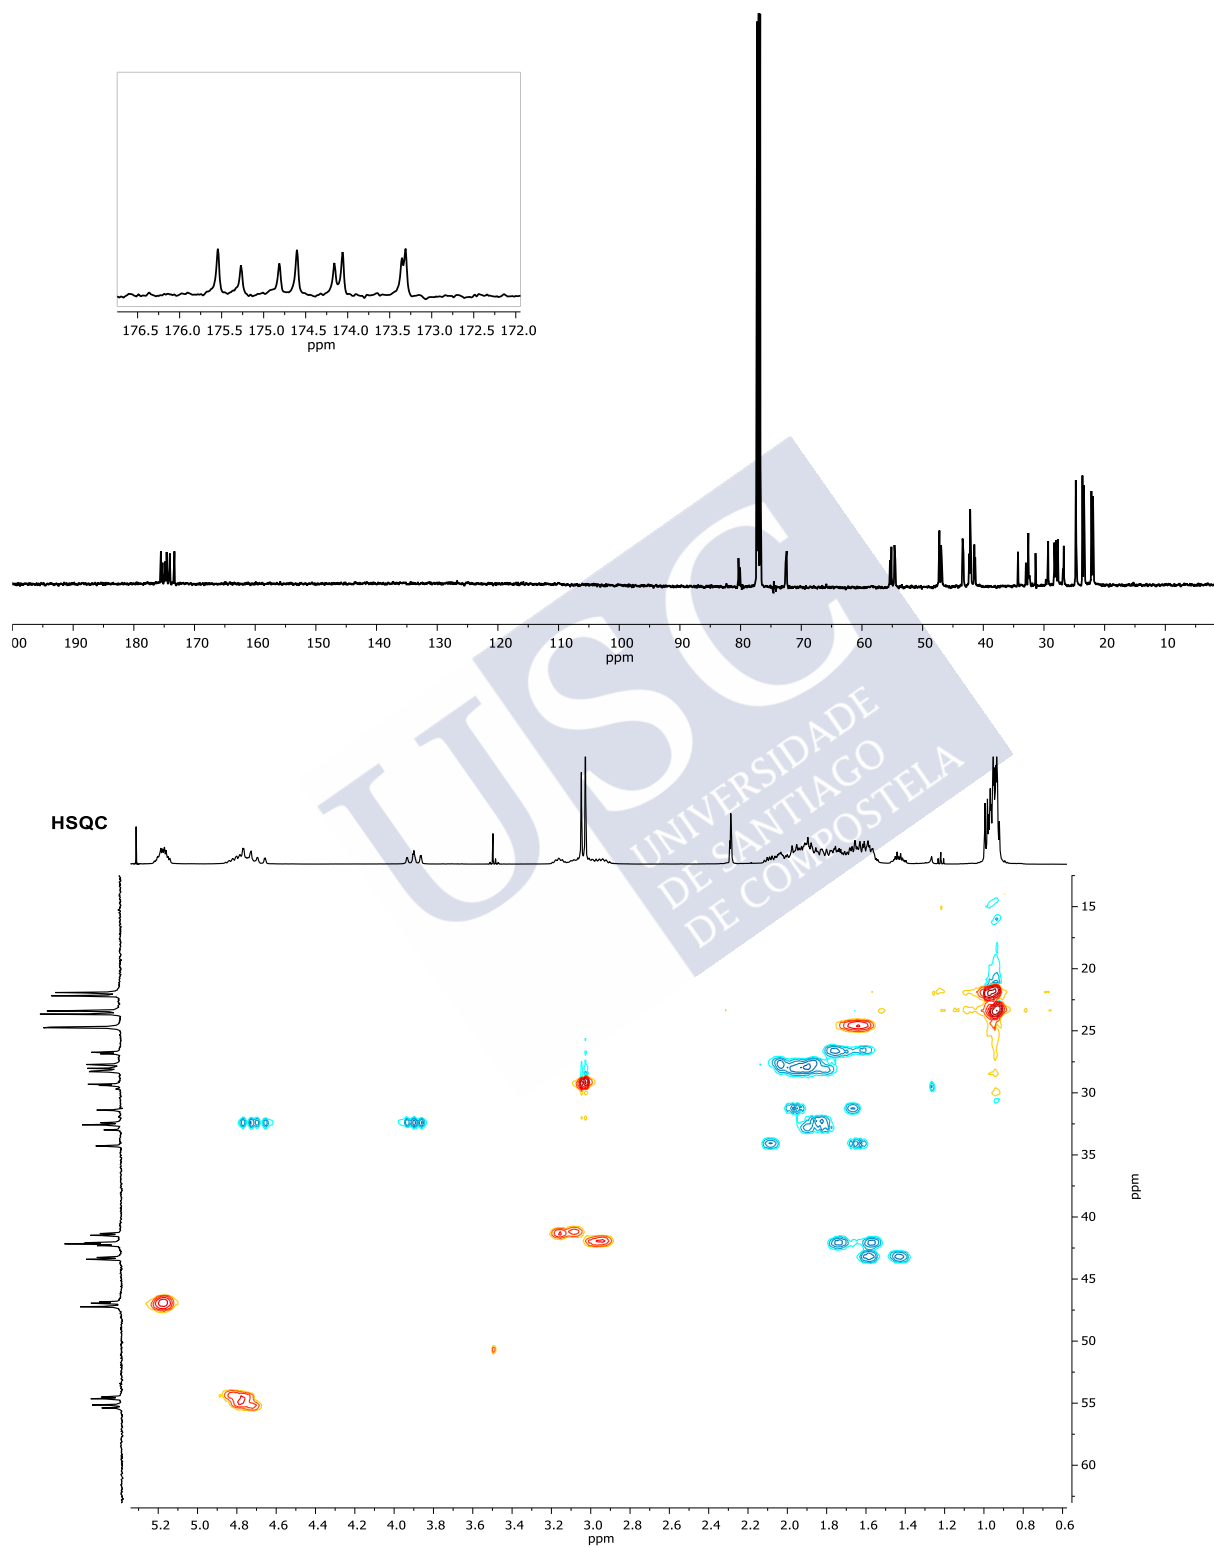 176.5 176.0 175.5 175.0 174.5 174.0 173.5 173.0 172.5 172.0
ppm
00 190 180 170 160 150 140 130 120 110 100 90 80 70 60 50 40 30 20 10
ppm
USC
UNIVERSIDADE
DE SANTIAGO
DE COMPOSTELA
HSQC
15
20
25
30
35
40
45
50
55
60
ppm
5.2 5.0 4.8 4.6 4.4 4.2 4.0 3.8 3.6 3.4 3.2 3.0 2.8 2.6 2.4 2.2 2.0 1.8 1.6 1.4 1.2 1.0 0.8 0.6
ppm